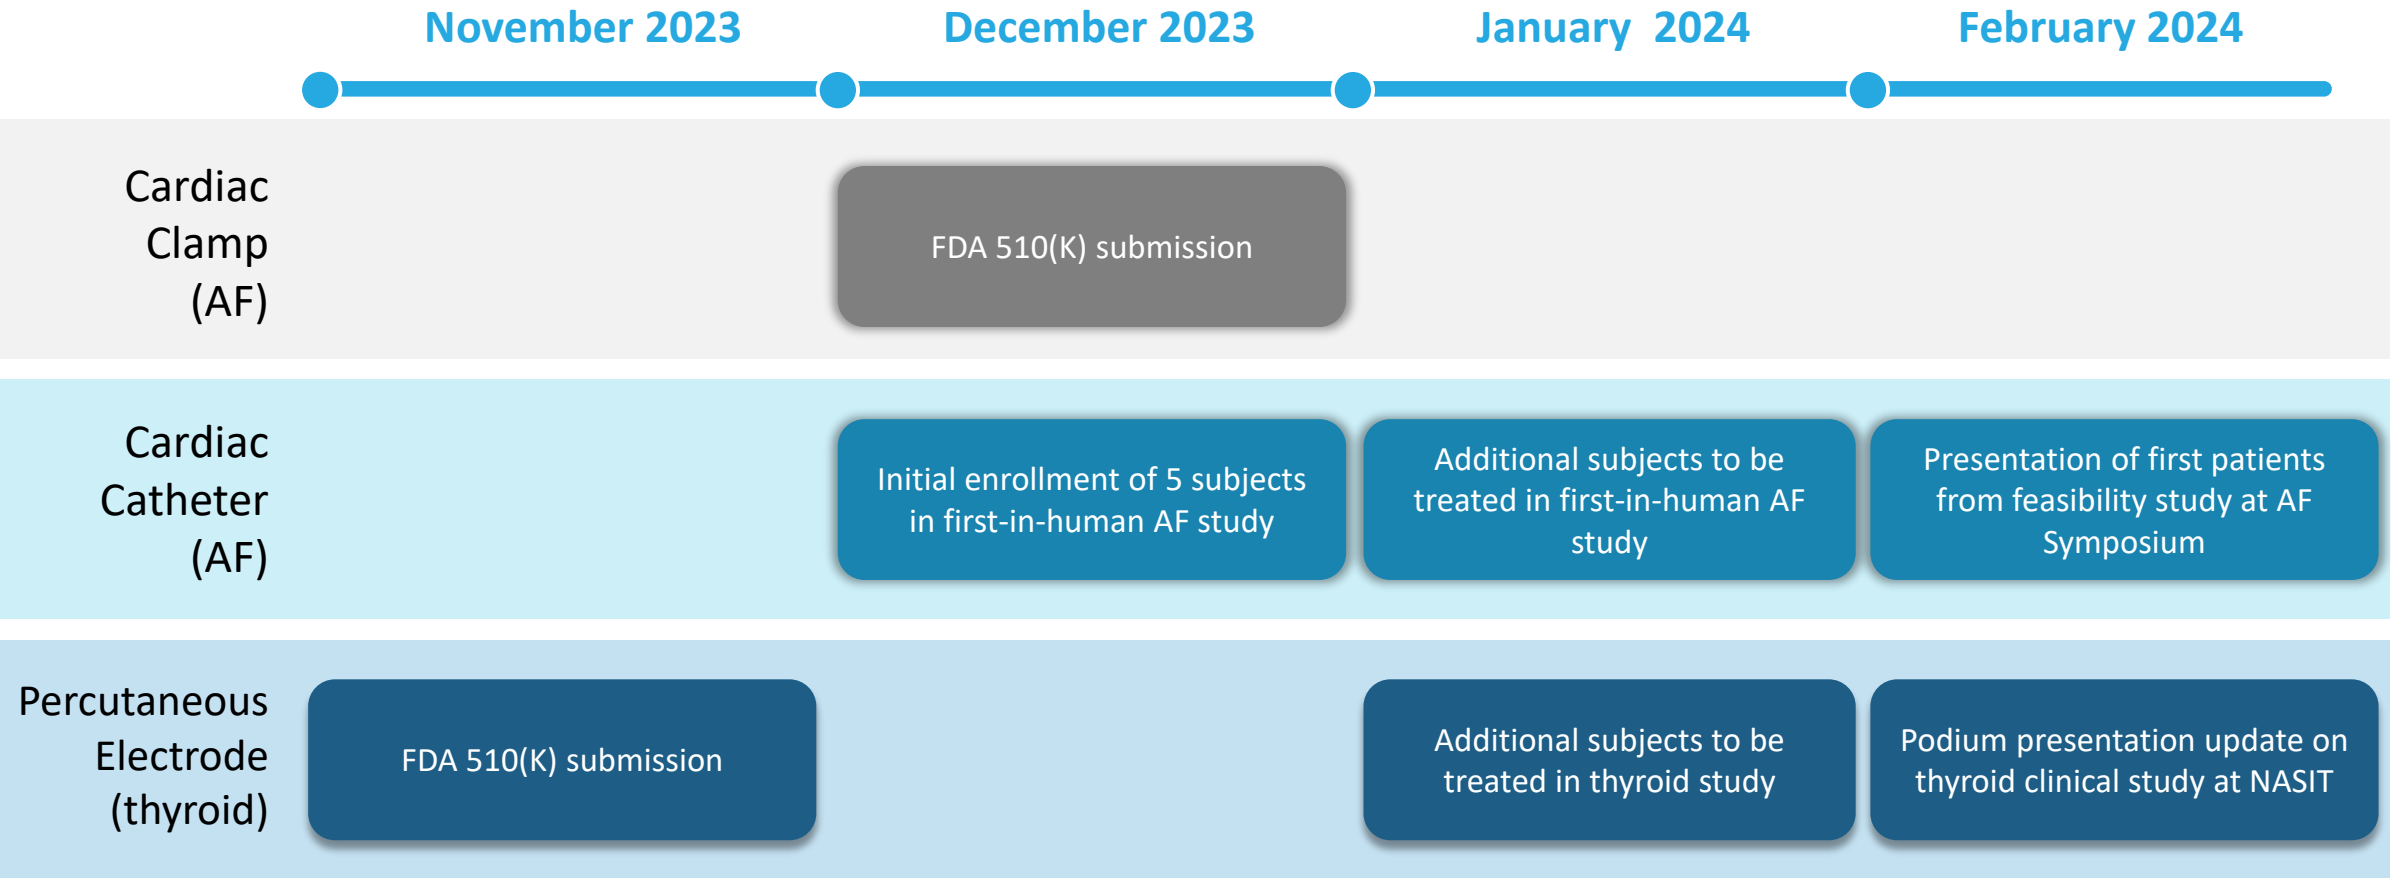 November 2023
December 2023
January 2024
February 2024
Cardiac
Clamp
(AF)
FDA 510(K) submission
Cardiac
Catheter
(AF)
Initial enrollment of 5 subjects
in first-in-human AF study
Additional subjects to be
treated in first-in-human AF
study
Presentation of first patients
from feasibility study at AF
Symposium
Percutaneous
Electrode
(thyroid)
FDA 510(K) submission
Additional subjects to be
treated in thyroid study
Podium presentation update on
thyroid clinical study at NASIT